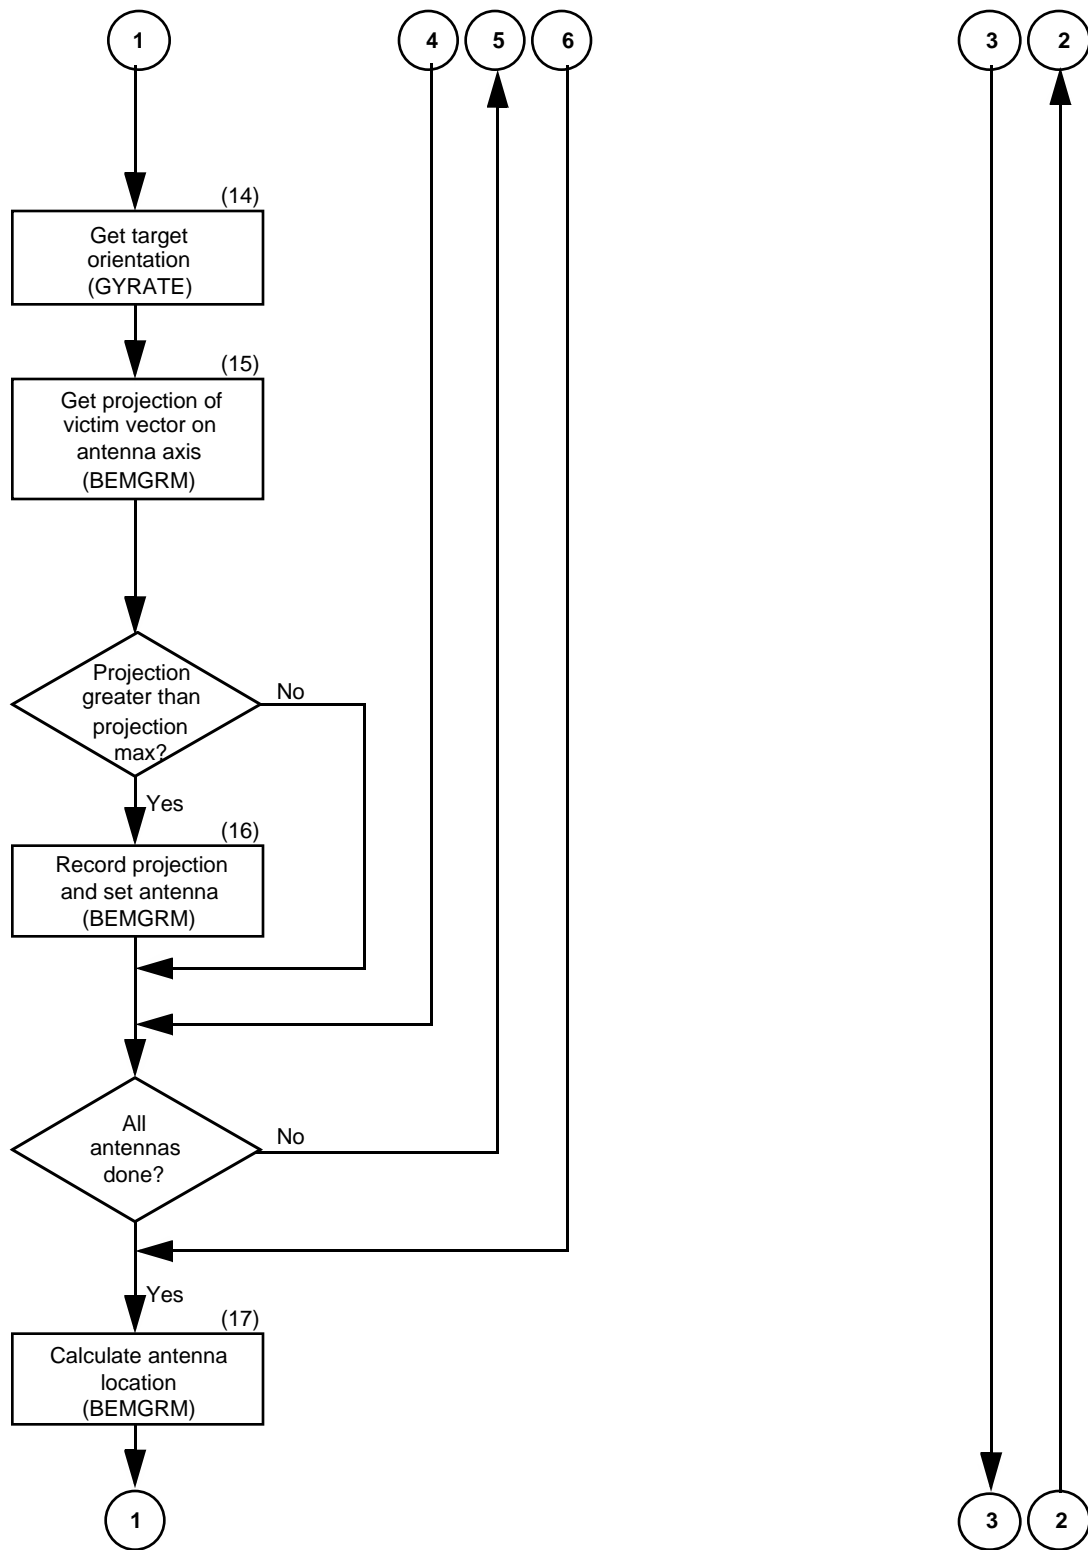 1
4
5
6
3
2
(14)
Get target
orientation
(GYRATE)
(15)
Get projection of
victim vector on
antenna axis
(BEMGRM)
Projection
greater than
projection
max?
No
Yes
(16)
Record projection
and set antenna
(BEMGRM)
All
antennas
done?
No
Yes
(17)
Calculate antenna
location
(BEMGRM)
1
3
2